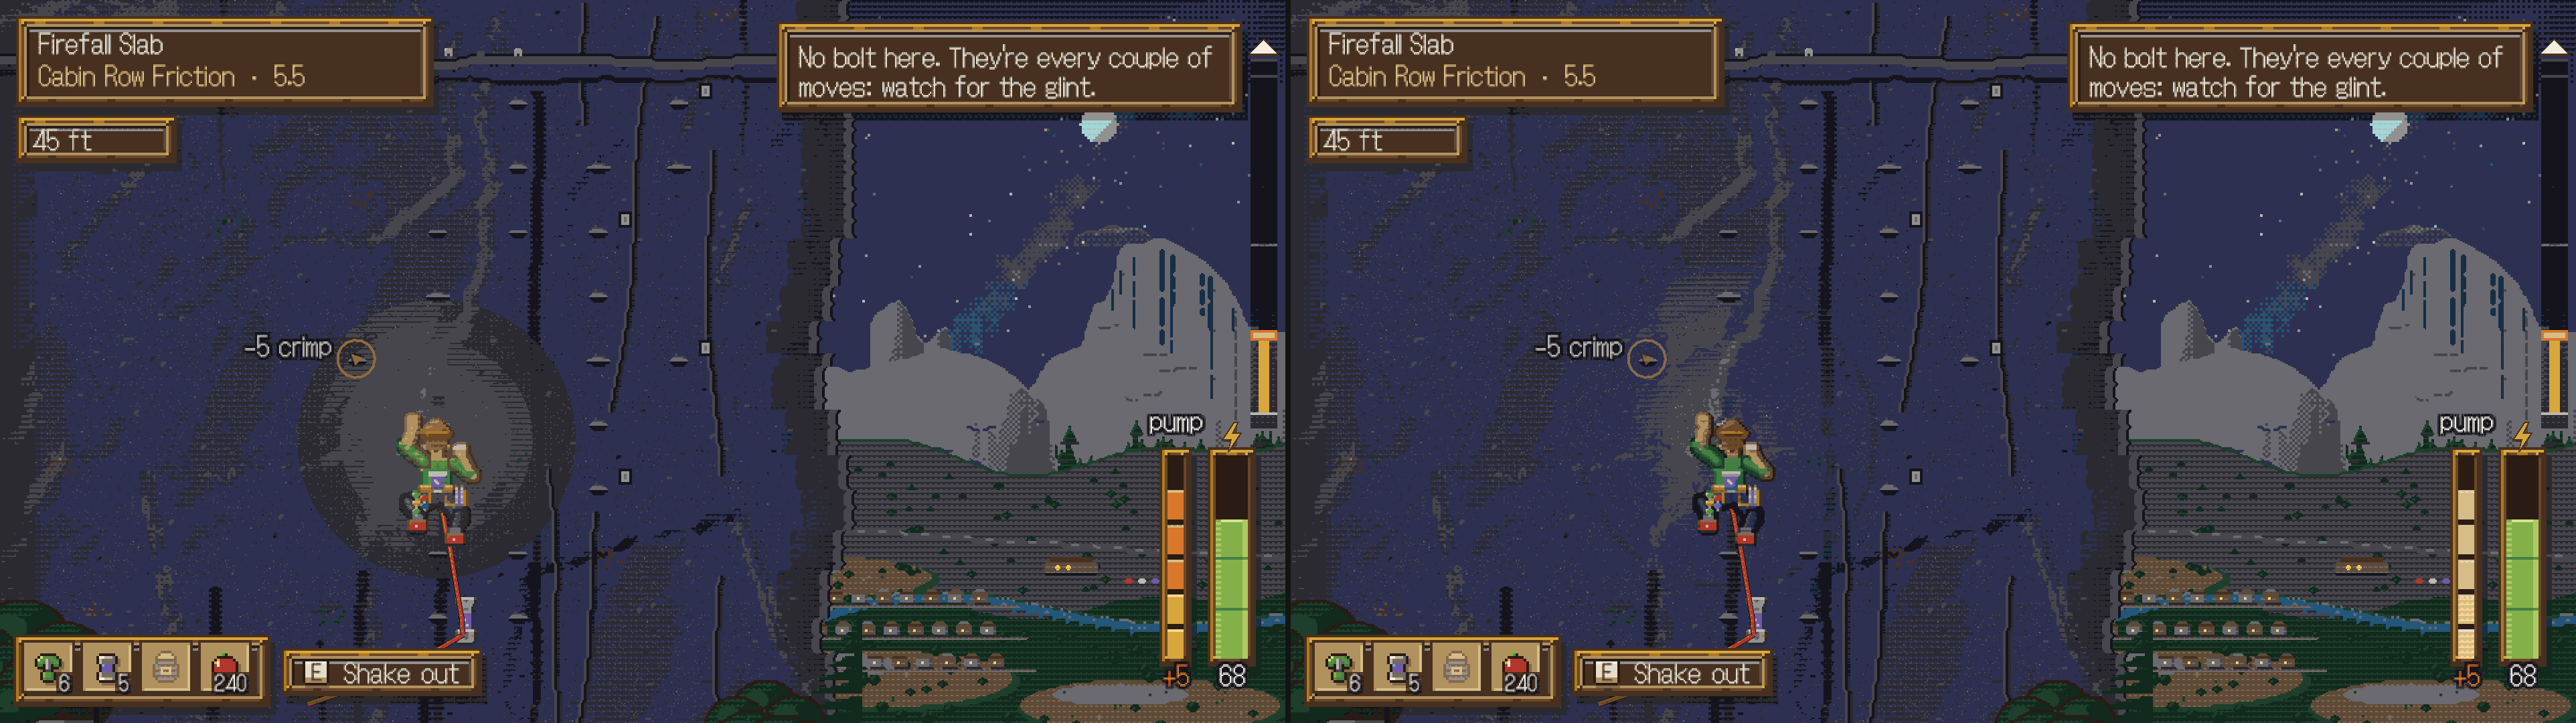 Firefall Slab
Cabin Row Friction · 5.5
45 ft
No bolt here. They're every couple of
moves: watch for the glint.
-5 crimp
pump
6
5
240
E Shake out
+5
68
Firefall Slab
Cabin Row Friction · 5.5
45 ft
No bolt here. They're every couple of
moves: watch for the glint.
-5 crimp
pump
6
5
240
E Shake out
+5
68